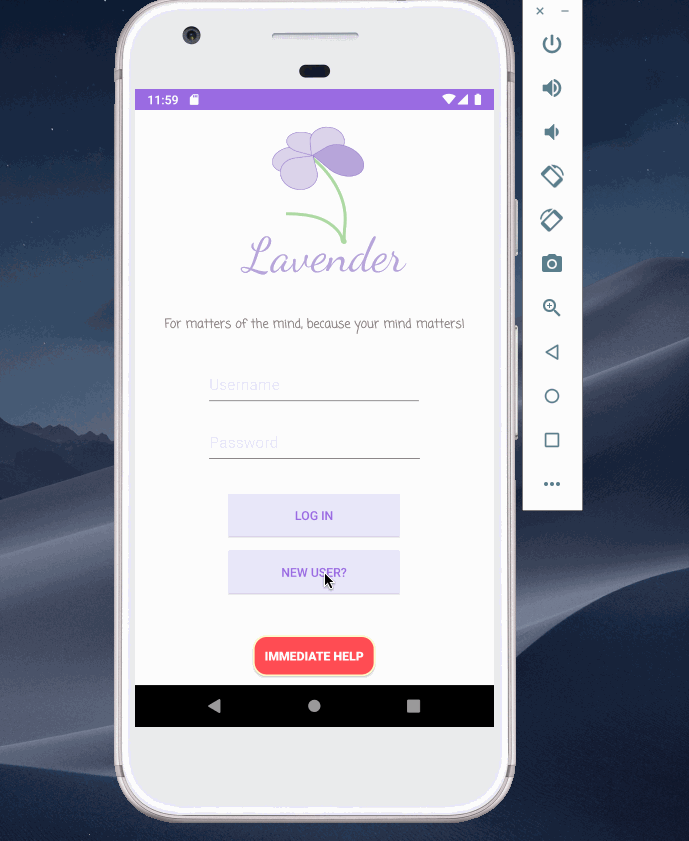 11:59
Lavender
For matters of the mind, because your mind matters!
Username
Password
LOG IN
NEW USER?
IMMEDIATE HELP